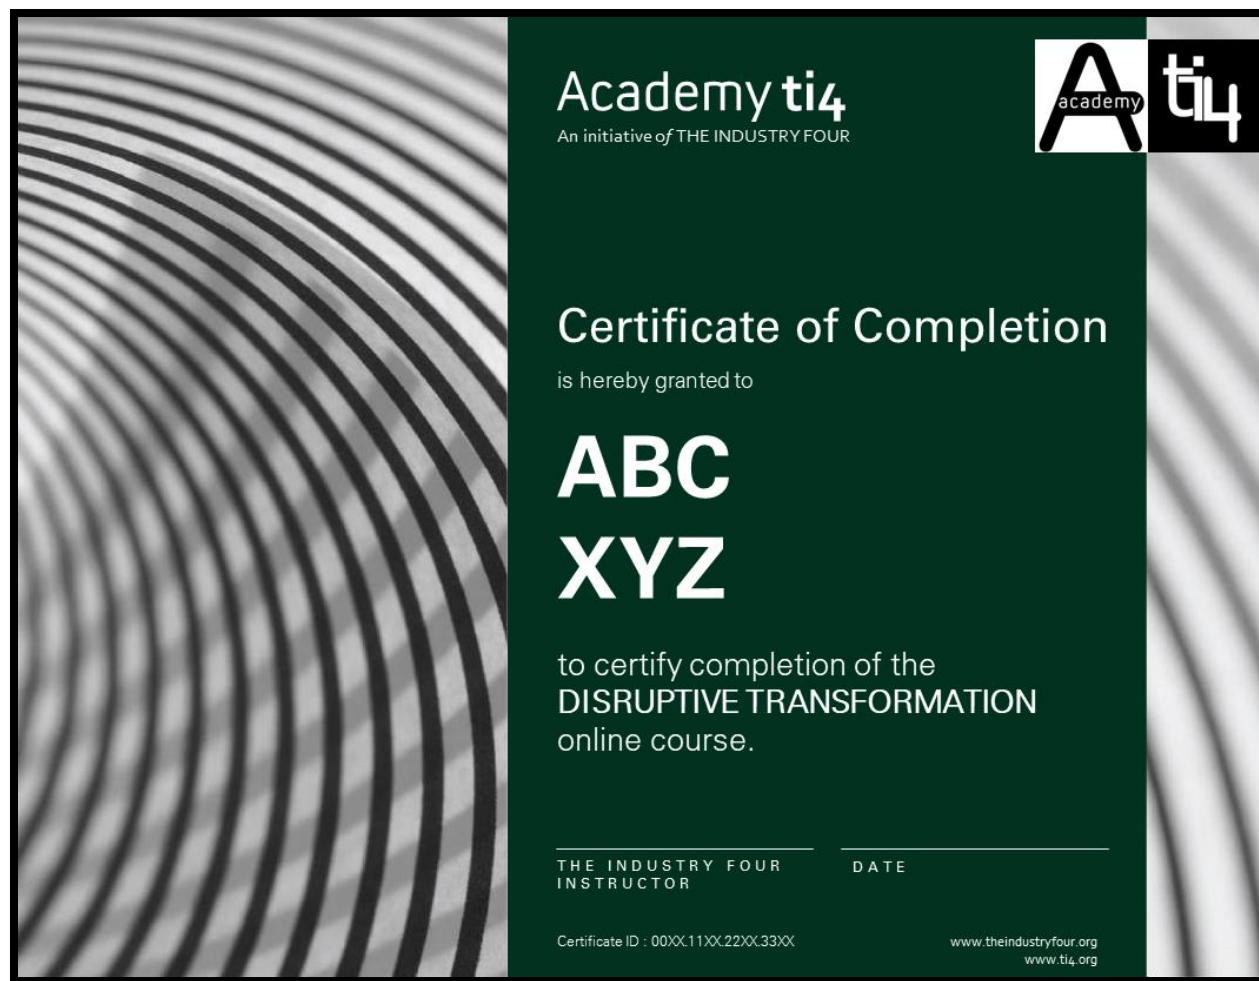 Academy ti4
An initiative of THE INDUSTRY FOUR
academy
ti4
Certificate of Completion
is hereby granted to
ABC
XYZ
to certify completion of the
DISRUPTIVE TRANSFORMATION
online course.
THE INDUSTRY FOUR
INSTRUCTOR
DATE
Certificate ID : 00XX.11XX.22XX.33XX
www.theindustryfour.org
www.ti4.org